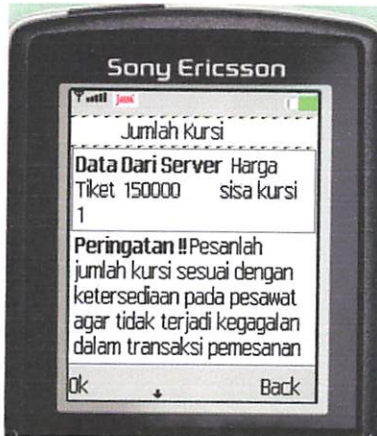 Sony Ericsson
Jumlah Kursi
Data Dari Server Harga
Tiket 150000 sisa kursi
1
Peringatan !! Pesanlah
jumlah kursi sesuai dengan
ketersediaan pada pesawat
agar tidak terjadi kegagalan
dalam transaksi pemesanan
Ok Back